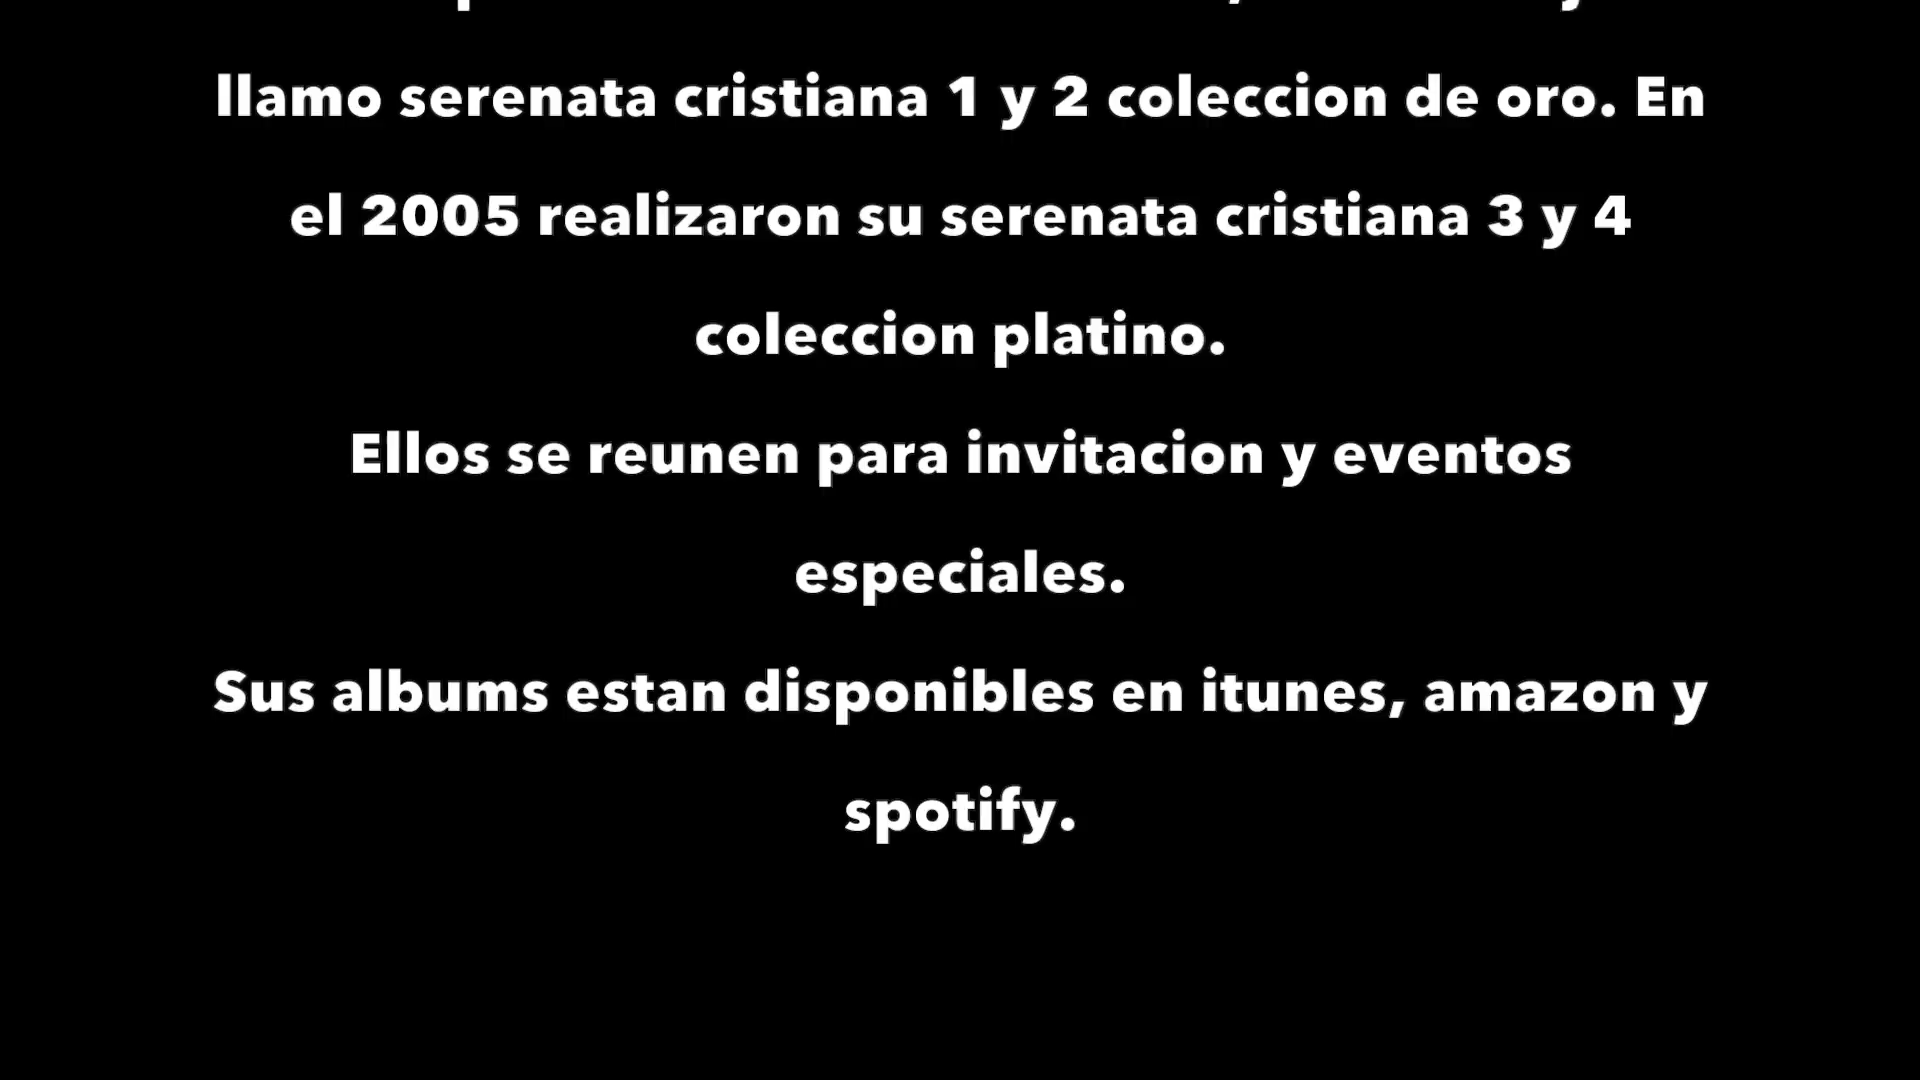 llamo serenata cristiana 1 y 2 coleccion de oro. En
el 2005 realizaron su serenata cristiana 3 y 4
coleccion platino.
Ellos se reunen para invitacion y eventos
especiales.
Sus albums estan disponibles en itunes, amazon y
spotify.